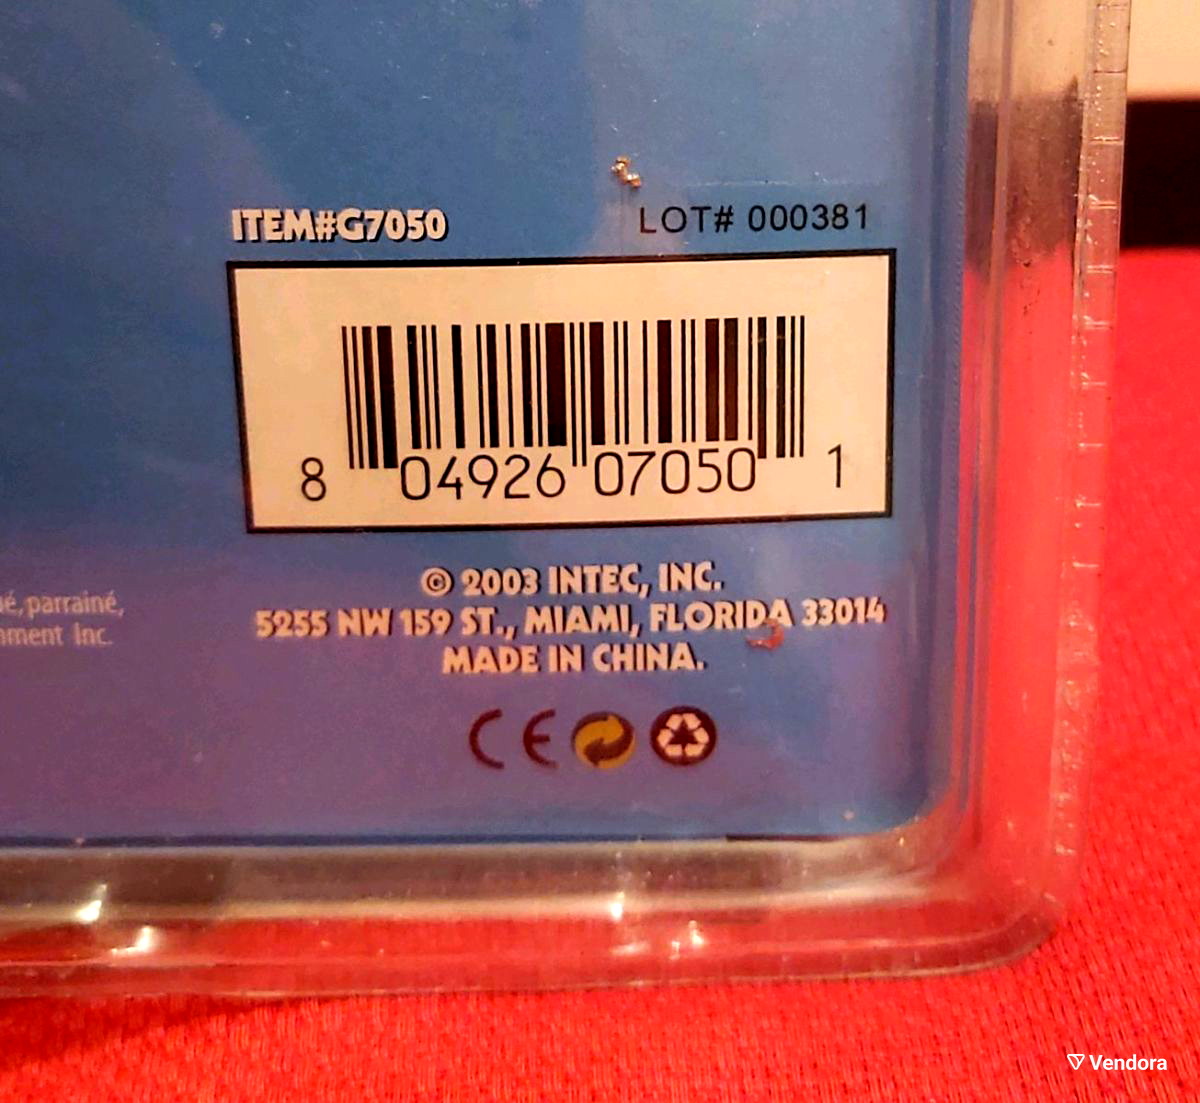 ITEM#G7050
LOT# 000381
8 04926 07050 1
© 2003 INTEC, INC.
5255 NW 159 ST., MIAMI, FLORIDA 33014
MADE IN CHINA.
CE
parrainé,
Inc.
Vendora